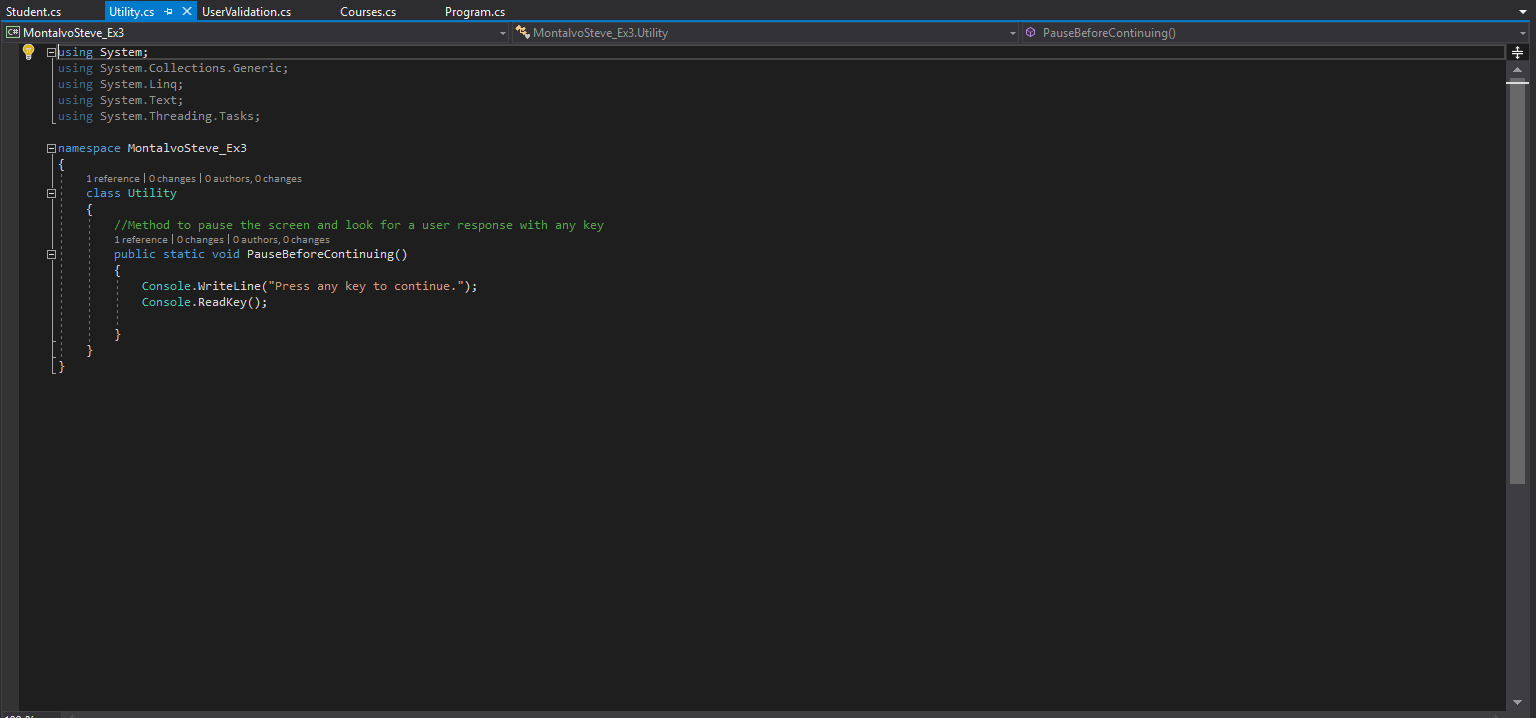 Student.cs Utility.cs UserValidation.cs Courses.cs Program.cs
C# MontalvoSteve_Ex3 MontalvoSteve_Ex3.Utility PauseBeforeContinuing()
using System;
using System.Collections.Generic;
using System.Linq;
using System.Text;
using System.Threading.Tasks;
namespace MontalvoSteve_Ex3
{
1 reference | 0 changes | 0 authors, 0 changes
class Utility
{
//Method to pause the screen and look for a user response with any key
1 reference | 0 changes | 0 authors, 0 changes
public static void PauseBeforeContinuing()
{
Console.WriteLine("Press any key to continue.");
Console.ReadKey();
}
}
}